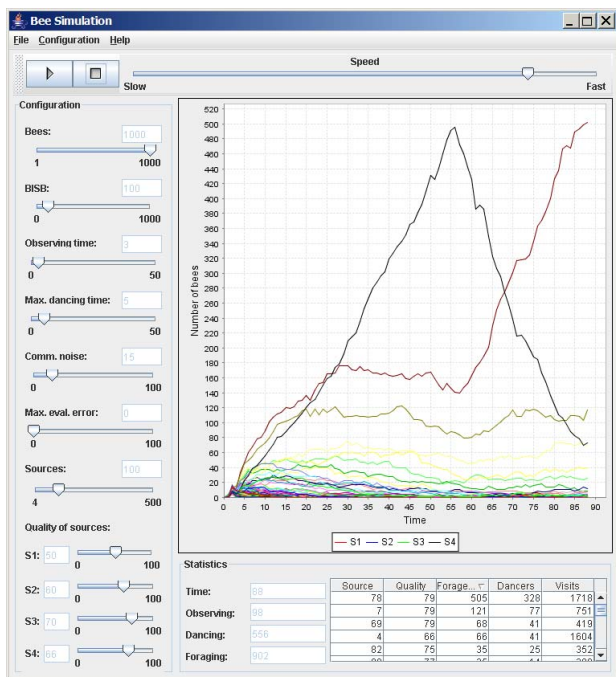 Bee Simulation
File Configuration Help
Speed
Slow Fast
Configuration
Bees: 1000
1 1000
BISB: 100
0 1000
Observing time: 3
0 50
Max. dancing time: 5
0 50
Comm. noise: 15
0 100
Max. eval. error: 0
0 100
Sources: 100
4 500
Quality of sources:
S1: 50
0 100
S2: 60
0 100
S3: 70
0 100
S4: 66
0 100
Number of bees
520
500
480
460
440
420
400
380
360
340
320
300
280
260
240
220
200
180
160
140
120
100
80
60
40
20
0
0 5 10 15 20 25 30 35 40 45 50 55 60 65 70 75 80 85 90
Time
S1 S2 S3 S4
Statistics
Time: 88
Observing: 98
Dancing: 556
Foraging: 902
Source Quality Forage... Dancers Visits
78 79 505 328 1718
7 79 121 77 751
69 79 68 41 419
4 66 66 41 1604
82 75 35 25 352